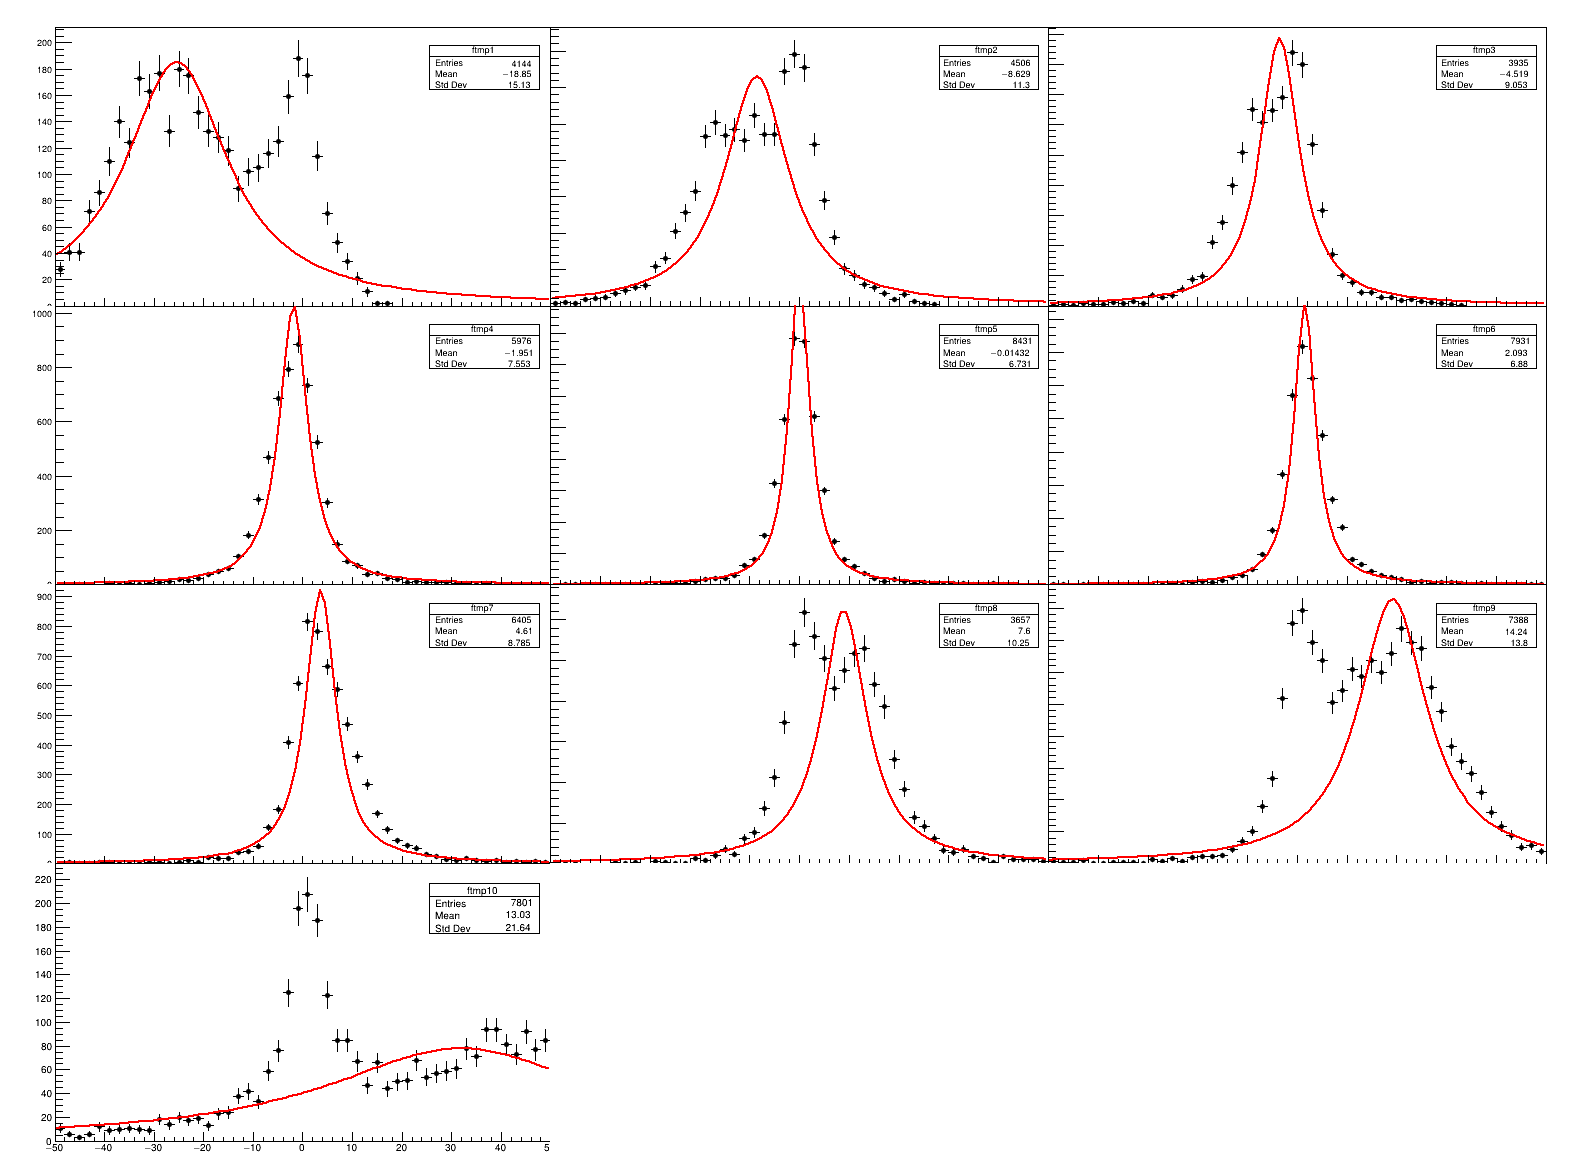 ftmp1
Entries 4144
Mean −18.85
Std Dev 15.13
ftmp2
Entries 4506
Mean −8.629
Std Dev 11.3
ftmp3
Entries 3935
Mean −4.519
Std Dev 9.053
200
180
160
140
120
100
80
60
40
20
ftmp4
Entries 5976
Mean −1.951
Std Dev 7.553
ftmp5
Entries 8431
Mean −0.01432
Std Dev 6.731
ftmp6
Entries 7931
Mean 2.093
Std Dev 6.88
1000
800
600
400
200
ftmp7
Entries 6405
Mean 4.61
Std Dev 8.785
ftmp8
Entries 3657
Mean 7.6
Std Dev 10.25
ftmp9
Entries 7388
Mean 14.24
Std Dev 13.8
900
800
700
600
500
400
300
200
100
ftmp10
Entries 7801
Mean 13.03
Std Dev 21.64
220
200
180
160
140
120
100
80
60
40
20
0
−50 −40 −30 −20 −10 0 10 20 30 40 5